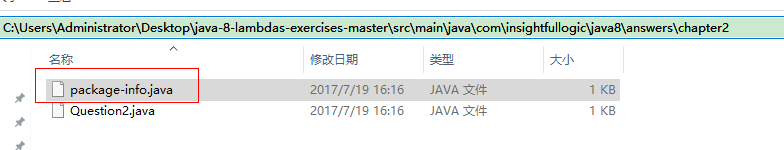 C:\Users\Administrator\Desktop\java-8-lambdas-exercises-master\src\main\java\com\insightfullogic\java8\answers\chapter2
名称 修改日期 类型 大小
package-info.java 2017/7/19 16:16 JAVA 文件 1 KB
Question2.java 2017/7/19 16:16 JAVA 文件 1 KB